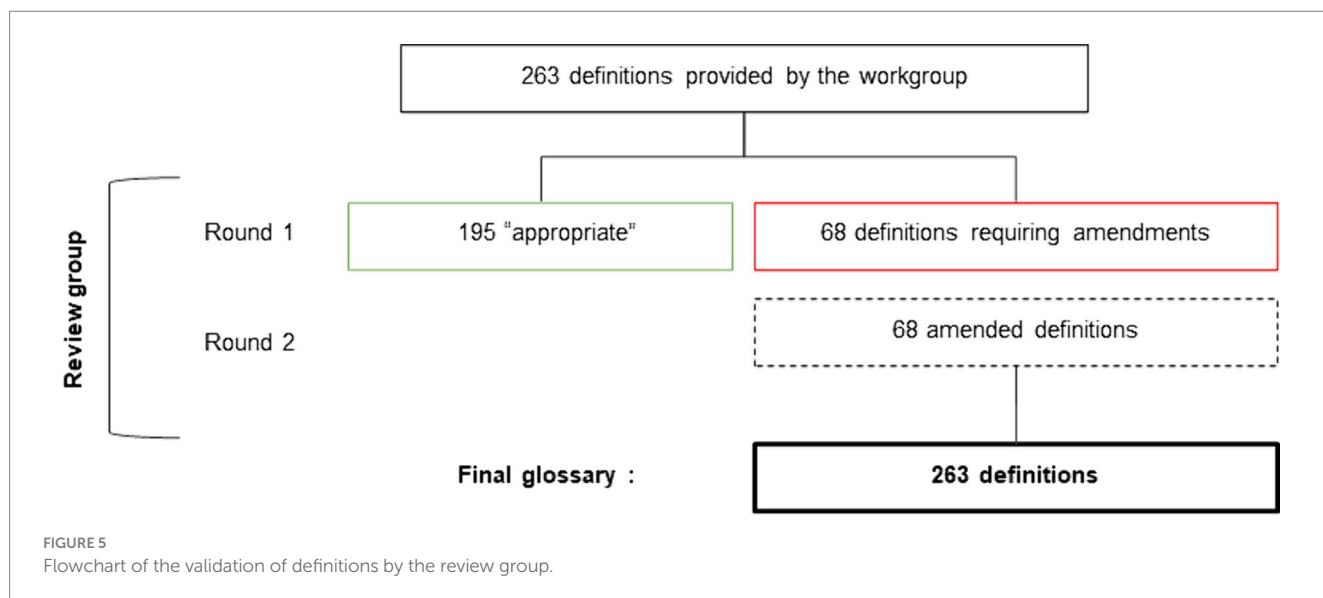 263 definitions provided by the workgroup
Review group
Round 1
195 "appropriate"
68 definitions requiring amendments
Round 2
68 amended definitions
Final glossary :
263 definitions
FIGURE 5
Flowchart of the validation of definitions by the review group.